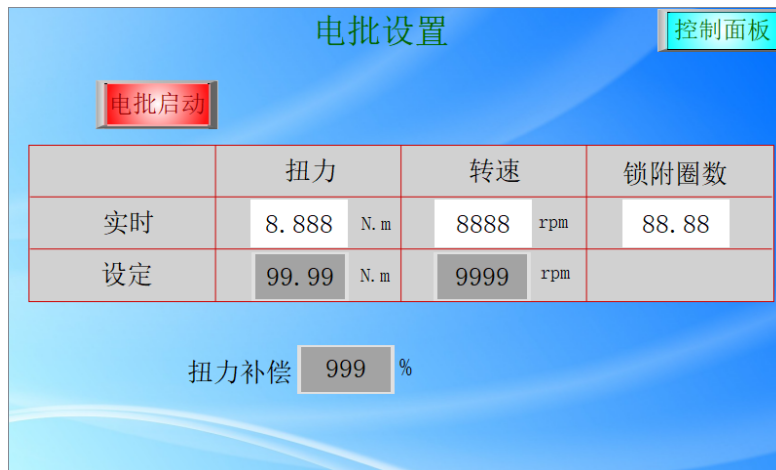 电批设置
控制面板
电批启动
扭力 转速 锁附圈数
实时 8.888 N.m 8888 rpm 88.88
设定 99.99 N.m 9999 rpm
扭力补偿 999 %